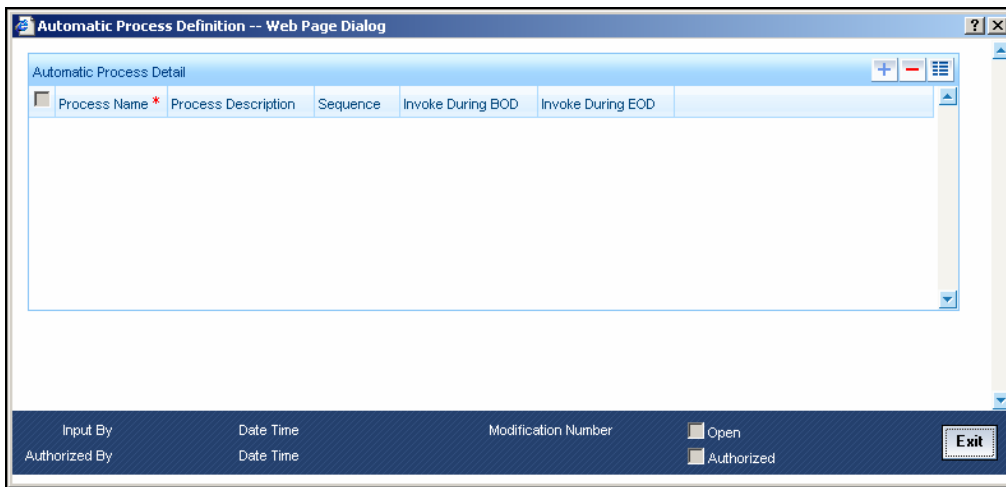 Automatic Process Definition -- Web Page Dialog
Automatic Process Detail
Process Name * Process Description Sequence Invoke During BOD Invoke During EOD
Input By Date Time Modification Number Open
Authorized By Date Time Authorized
Exit